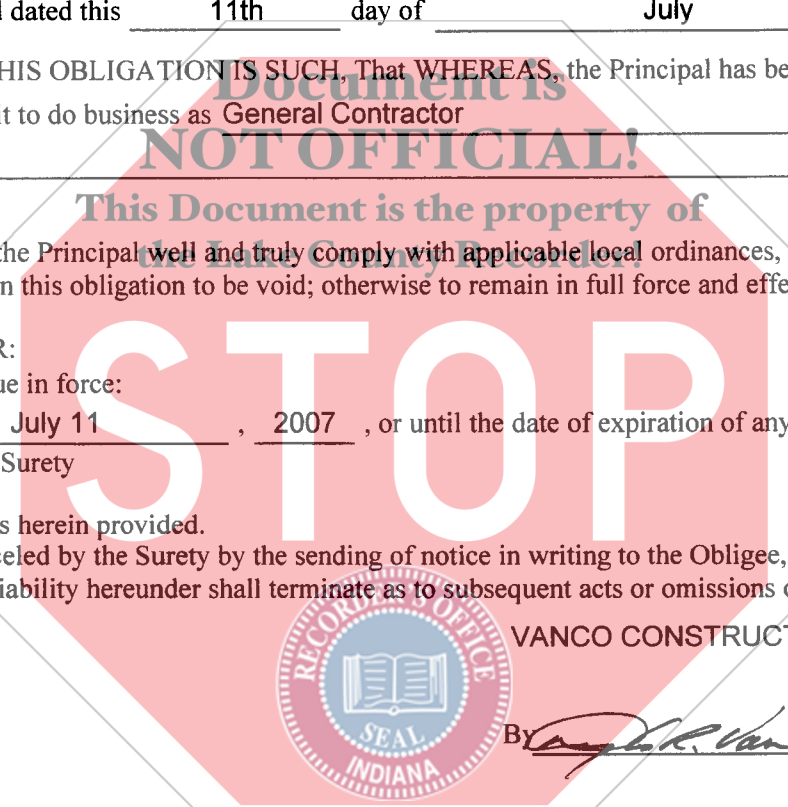 l dated this 11th day of July
HIS OBLIGATION IS SUCH, That WHEREAS, the Principal has be
Document is
it to do business as General Contractor
NOT OFFICIAL!
This Document is the property of
the Lake County Recorder!
the Principal well and truly comply with applicable local ordinances,
n this obligation to be void; otherwise to remain in full force and effe
R:
ue in force:
July 11 , 2007 , or until the date of expiration of any
Surety
STOP
s herein provided.
celed by the Surety by the sending of notice in writing to the Obligee,
iability hereunder shall terminate as to subsequent acts or omissions o
VANCO CONSTRUCT
RECORDER'S OFFICE
SEAL
INDIANA
By